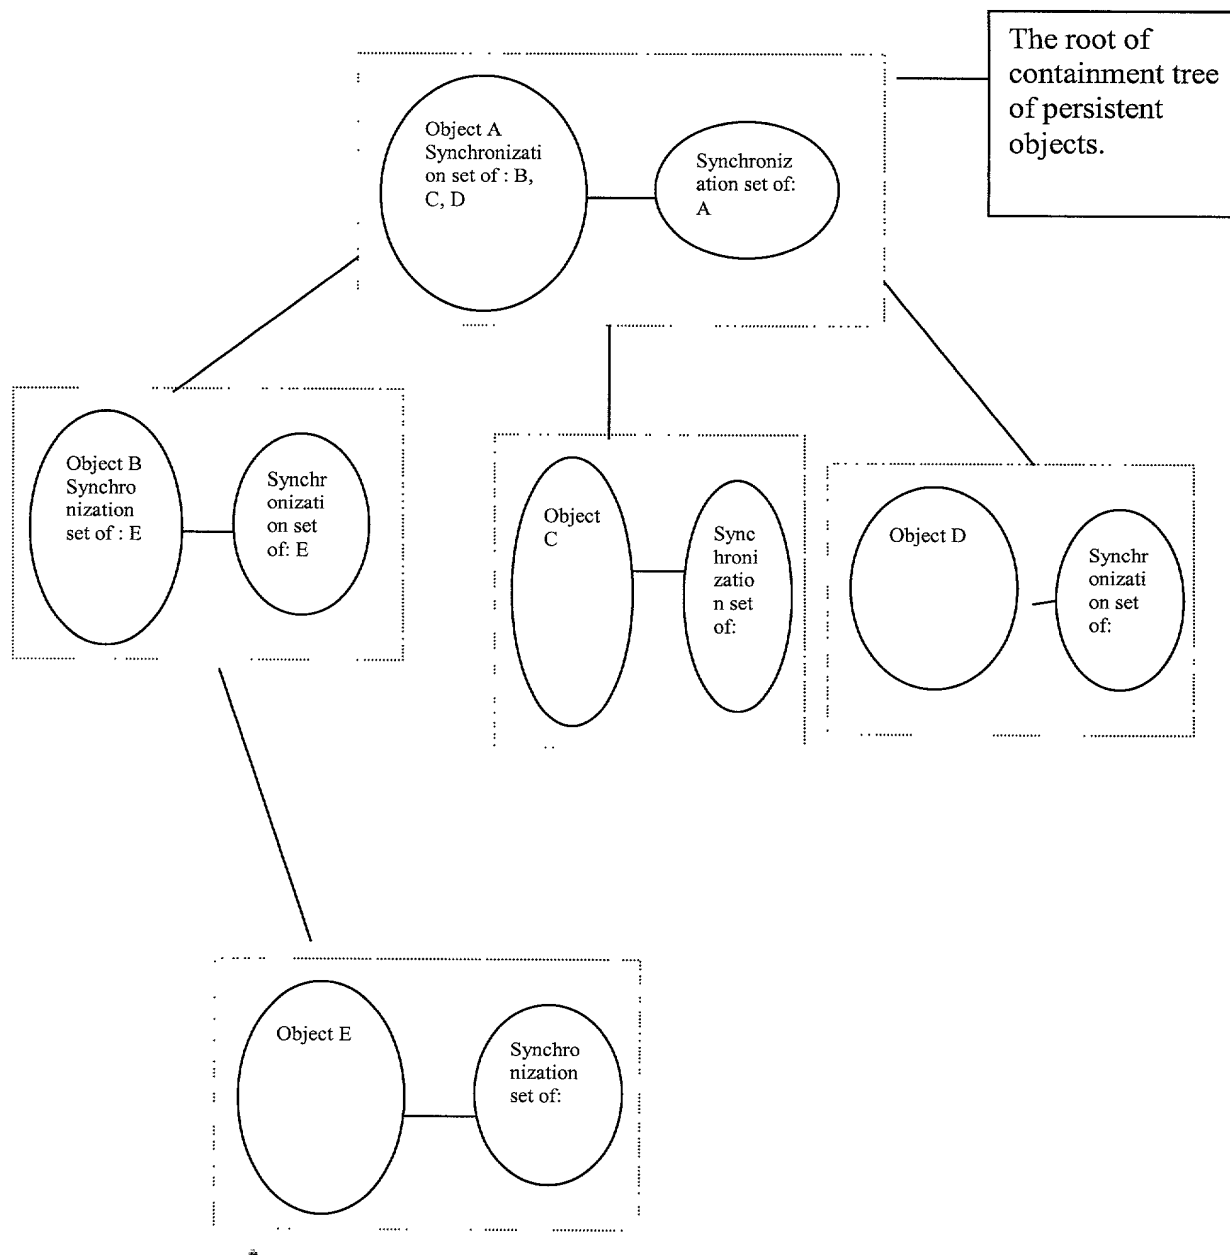 The root of
containment tree
of persistent
objects.
Object A
Synchronizati
on set of : B,
C, D
Synchroniz
ation set of:
A
Object B
Synchro
nization
set of : E
Synchr
onizati
on set
of: E
Object
C
Sync
hroni
zatio
n set
of:
Object D
Synchr
onizati
on set
of:
Object E
Synchro
nization
set of: